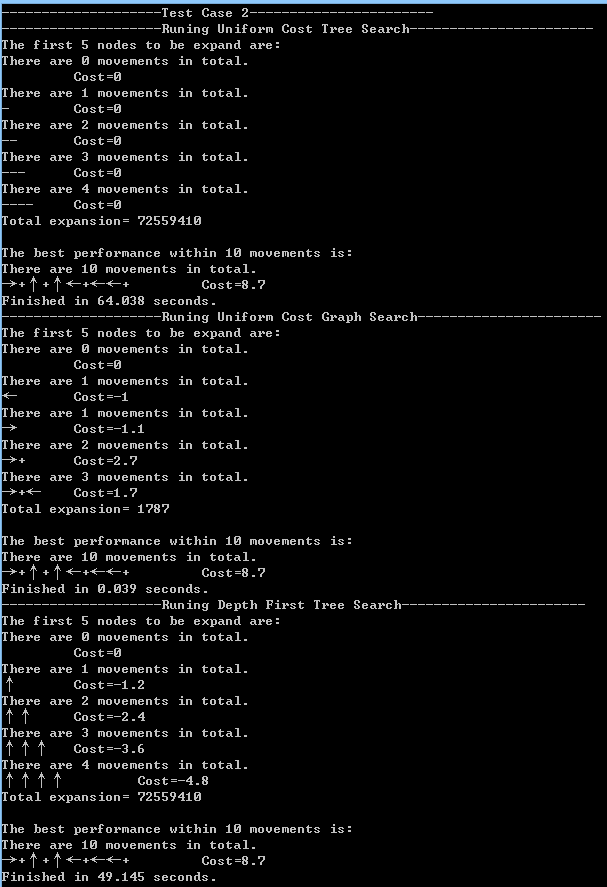 --------------------Test Case 2-----------------------
--------------------Runing Uniform Cost Tree Search-----------------------
The first 5 nodes to be expand are:
There are 0 movements in total.
Cost=0
There are 1 movements in total.
- Cost=0
There are 2 movements in total.
-- Cost=0
There are 3 movements in total.
--- Cost=0
There are 4 movements in total.
---- Cost=0
Total expansion= 72559410
The best performance within 10 movements is:
There are 10 movements in total.
→+↑+↑←+←←+ Cost=8.7
Finished in 64.038 seconds.
--------------------Runing Uniform Cost Graph Search-----------------------
The first 5 nodes to be expand are:
There are 0 movements in total.
Cost=0
There are 1 movements in total.
← Cost=-1
There are 1 movements in total.
→ Cost=-1.1
There are 2 movements in total.
→+ Cost=2.7
There are 3 movements in total.
→+← Cost=1.7
Total expansion= 1787
The best performance within 10 movements is:
There are 10 movements in total.
→+↑+↑←+←←+ Cost=8.7
Finished in 0.039 seconds.
--------------------Runing Depth First Tree Search-----------------------
The first 5 nodes to be expand are:
There are 0 movements in total.
Cost=0
There are 1 movements in total.
↑ Cost=-1.2
There are 2 movements in total.
↑↑ Cost=-2.4
There are 3 movements in total.
↑↑↑ Cost=-3.6
There are 4 movements in total.
↑↑↑↑ Cost=-4.8
Total expansion= 72559410
The best performance within 10 movements is:
There are 10 movements in total.
→+↑+↑←+←←+ Cost=8.7
Finished in 49.145 seconds.